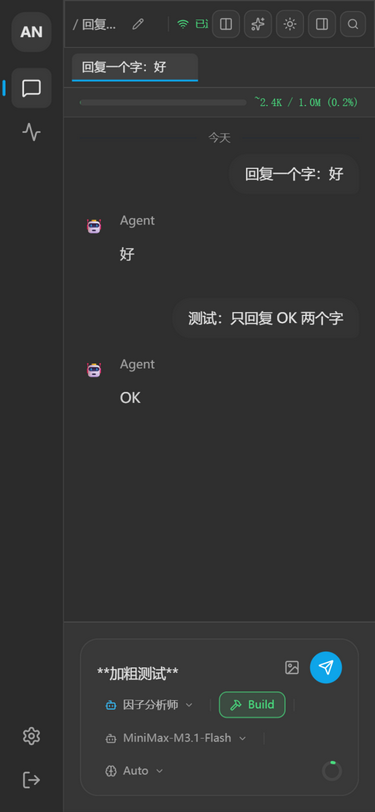 AN
/ 回复...
回复一个字：好
~2.4K / 1.0M (0.2%)
今天
回复一个字：好
Agent
好
测试：只回复 OK 两个字
Agent
OK
**加粗测试**
因子分析师
Build
MiniMax-M3.1-Flash
Auto